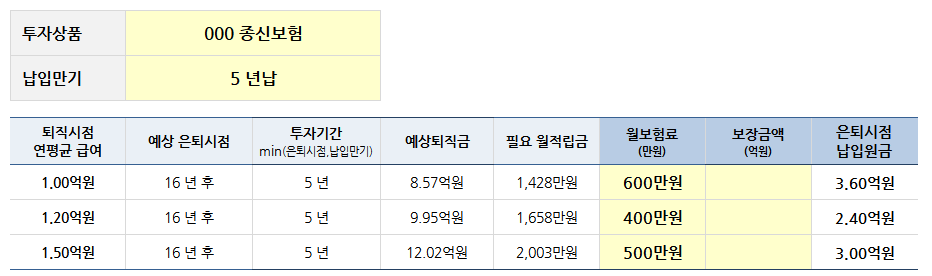 투자상품 000 종신보험
납입만기 5 년납
퇴직시점 연평균 급여 예상 은퇴시점 투자기간 min(은퇴시점,납입만기) 예상퇴직금 필요 월적립금 월보험료 (만원) 보장금액 (억원) 은퇴시점 납입원금
1.00억원 16 년 후 5 년 8.57억원 1,428만원 600만원 3.60억원
1.20억원 16 년 후 5 년 9.95억원 1,658만원 400만원 2.40억원
1.50억원 16 년 후 5 년 12.02억원 2,003만원 500만원 3.00억원